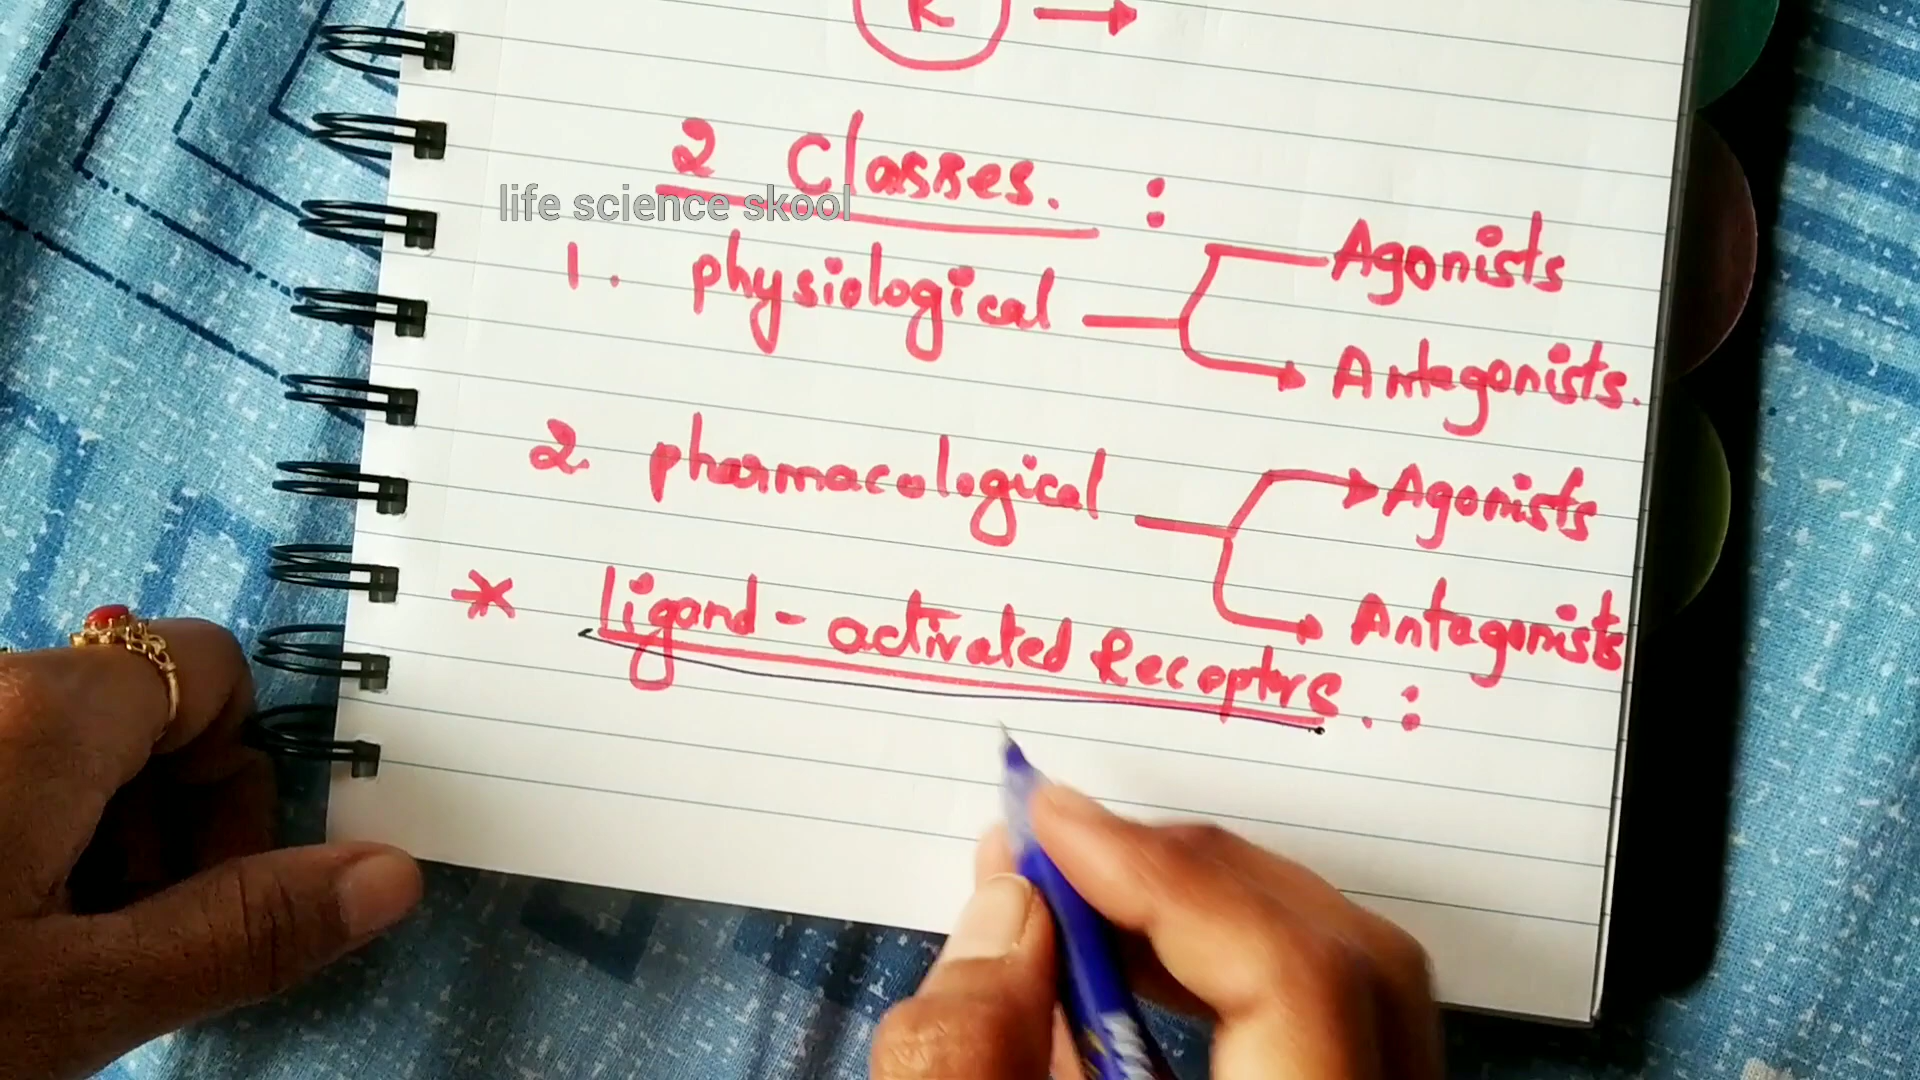 R →
2 Classes. :
life science skool
1. physiological
Agonists
Antagonists.
2. pharmacological
Agonists
Antagonists
* ligand-activated Receptors. :